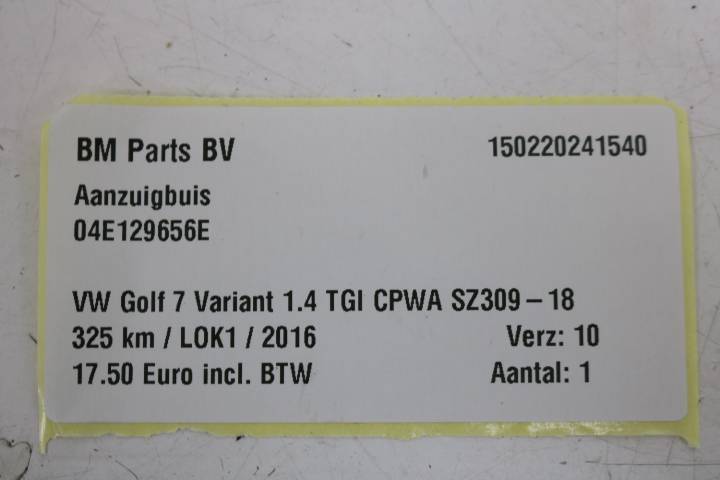 BM Parts BV 150220241540
Aanzuigbuis
04E129656E
VW Golf 7 Variant 1.4 TGI CPWA SZ309 – 18
325 km / LOK1 / 2016 Verz: 10
17.50 Euro incl. BTW Aantal: 1